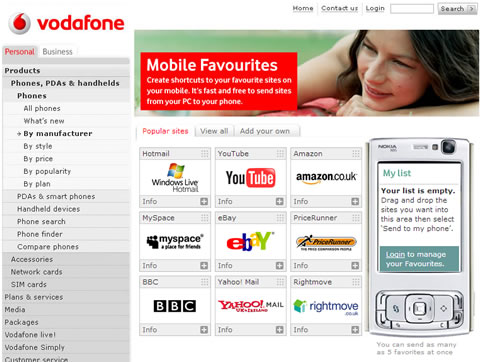 Home Contact us Login Search >
vodafone
Personal Business
Products
Phones, PDAs & handhelds
Phones
All phones
What's new
By manufacturer
By style
By price
By popularity
By plan
PDAs & smart phones
Handheld devices
Phone search
Phone finder
Compare phones
Accessories
Network cards
SIM cards
Plans & services
Media
Packages
Vodafone live!
Vodafone Simply
Customer service
Mobile Favourites
Create shortcuts to your favourite sites on
your mobile. It's fast and free to send sites
from your PC to your phone.
Popular sites View all Add your own
Hotmail YouTube Amazon
Windows Live
Hotmail
You Tube
amazon.co.uk
Info Info Info
MySpace eBay PriceRunner
myspace
a place for friends
ebay
PriceRunner
Info Info Info
BBC Yahoo! Mail Rightmove
BBC
YAHOO! MAIL
UK & IRELAND
rightmove
.co.uk
Info Info Info
NOKIA
My list
Your list is empty.
Drag and drop the
sites you want into
this area then select
'Send to my phone'.
Login to manage
your Favourites.
You can send as many
as 5 favourites at once